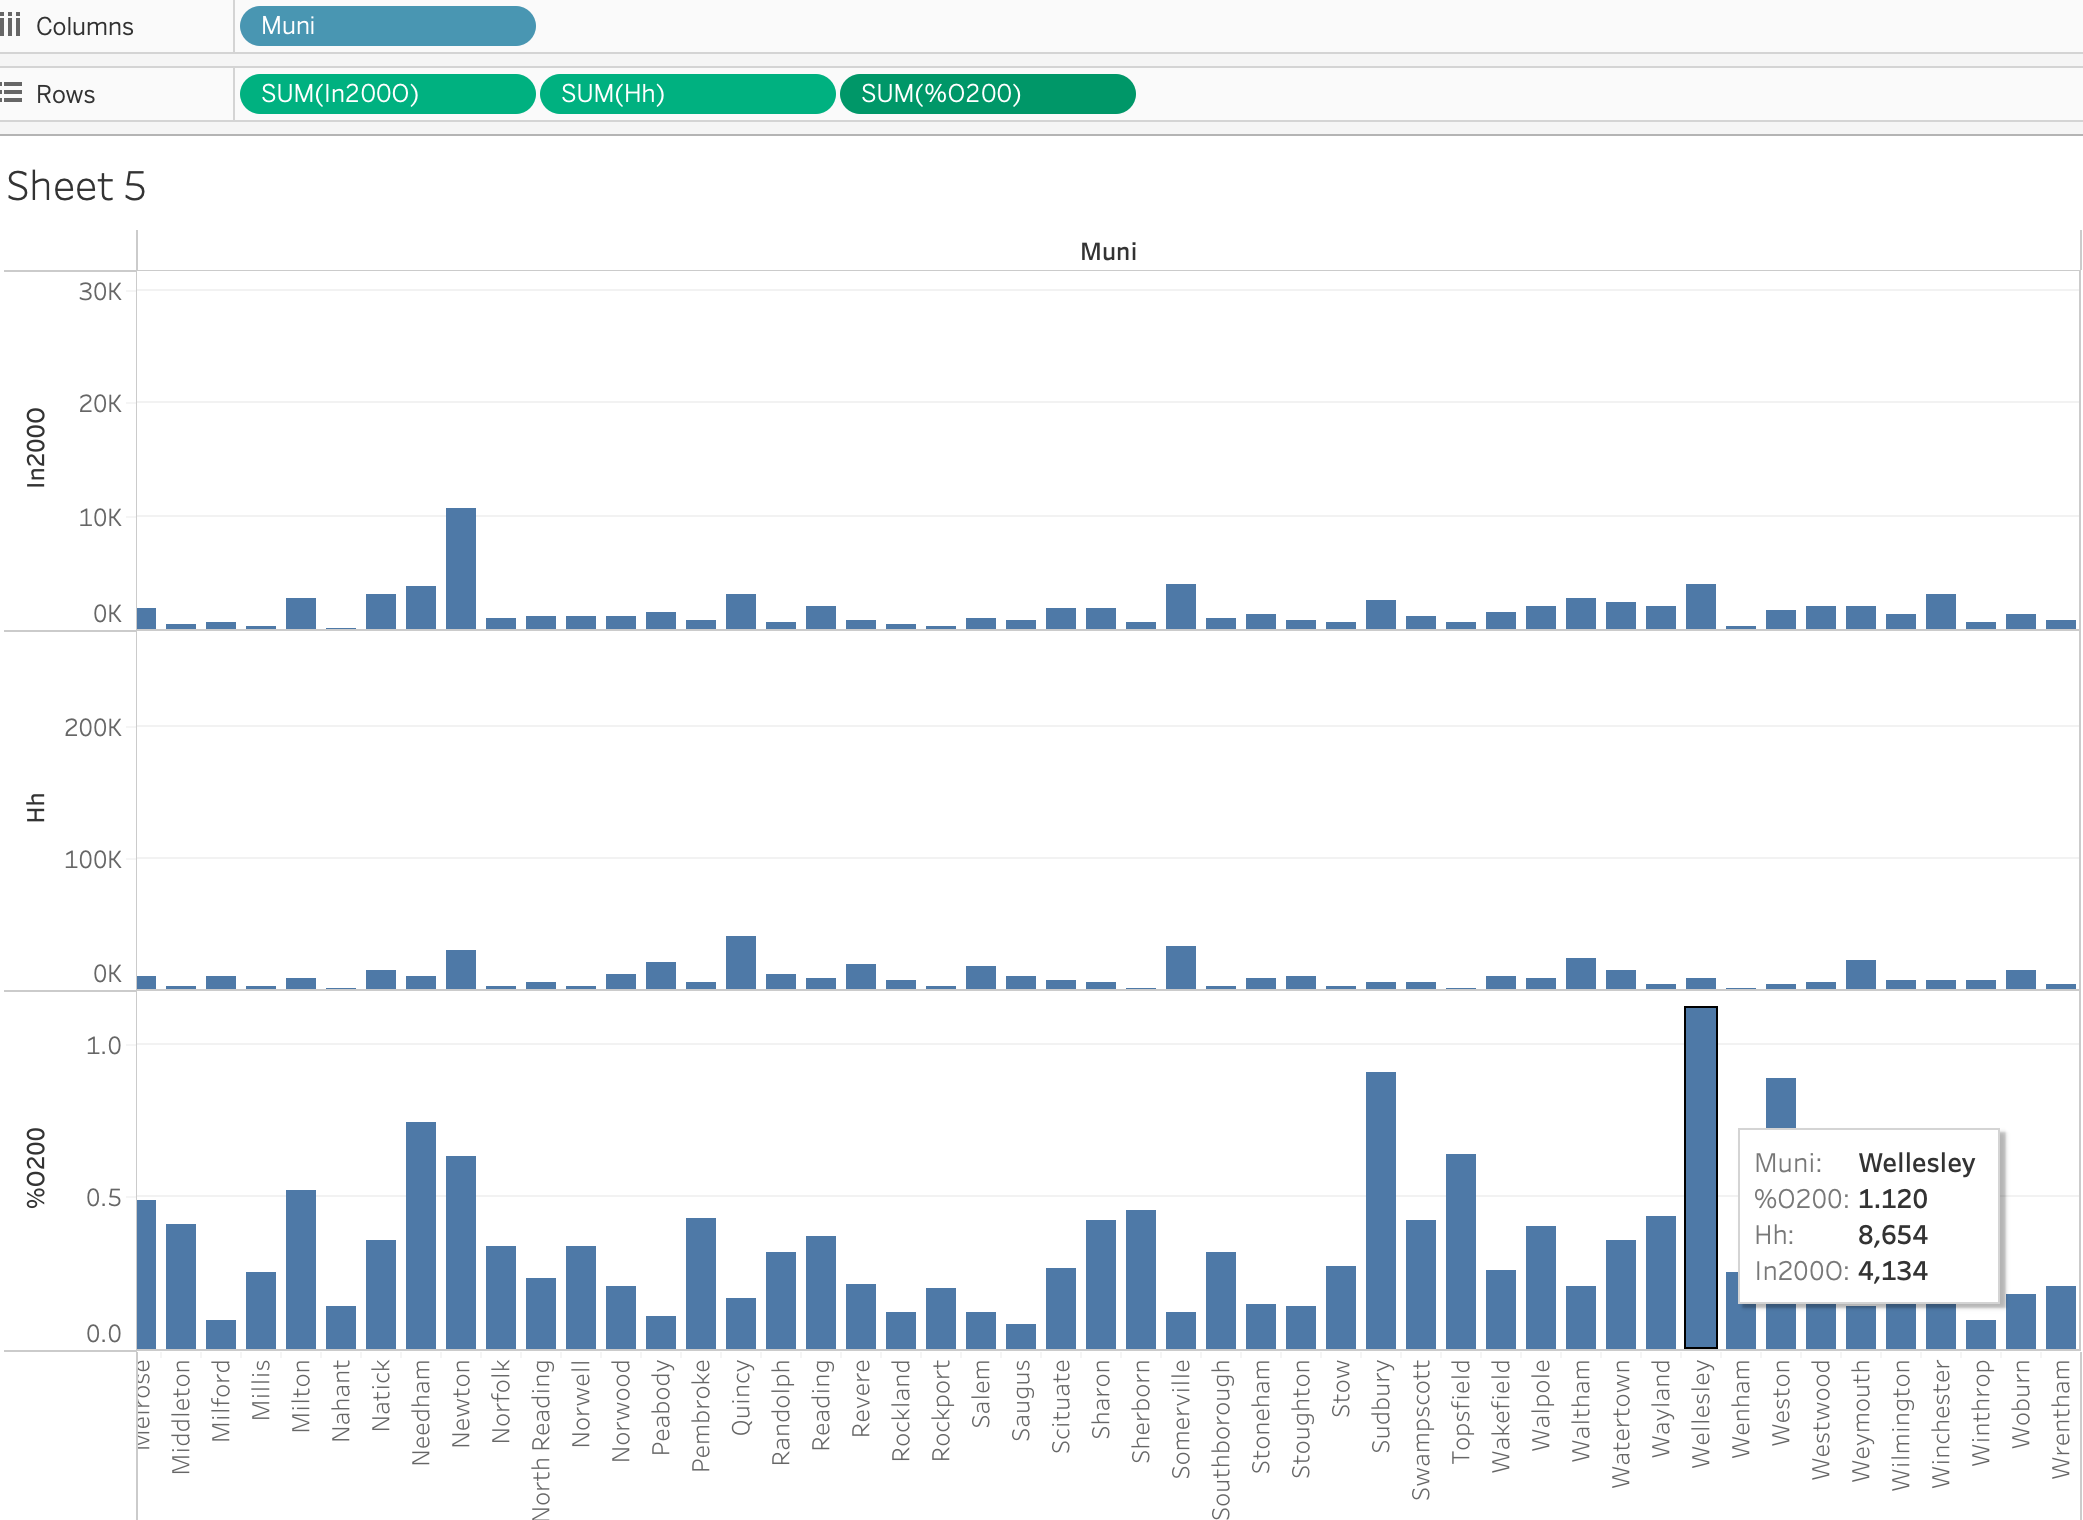 Columns
Muni
Rows
SUM(In200O)
SUM(Hh)
SUM(%O200)
Sheet 5
Muni
30K
20K
10K
0K
In200O
200K
100K
0K
Hh
1.0
0.5
0.0
%O200
Muni: Wellesley
%O200: 1.120
Hh: 8,654
In200O: 4,134
Melrose
Middleton
Milford
Millis
Milton
Nahant
Natick
Needham
Newton
Norfolk
North Reading
Norwell
Norwood
Peabody
Pembroke
Quincy
Randolph
Reading
Revere
Rockland
Rockport
Salem
Saugus
Scituate
Sharon
Sherborn
Somerville
Southborough
Stoneham
Stoughton
Stow
Sudbury
Swampscott
Topsfield
Wakefield
Walpole
Waltham
Watertown
Wayland
Wellesley
Wenham
Weston
Westwood
Weymouth
Wilmington
Winchester
Winthrop
Woburn
Wrentham